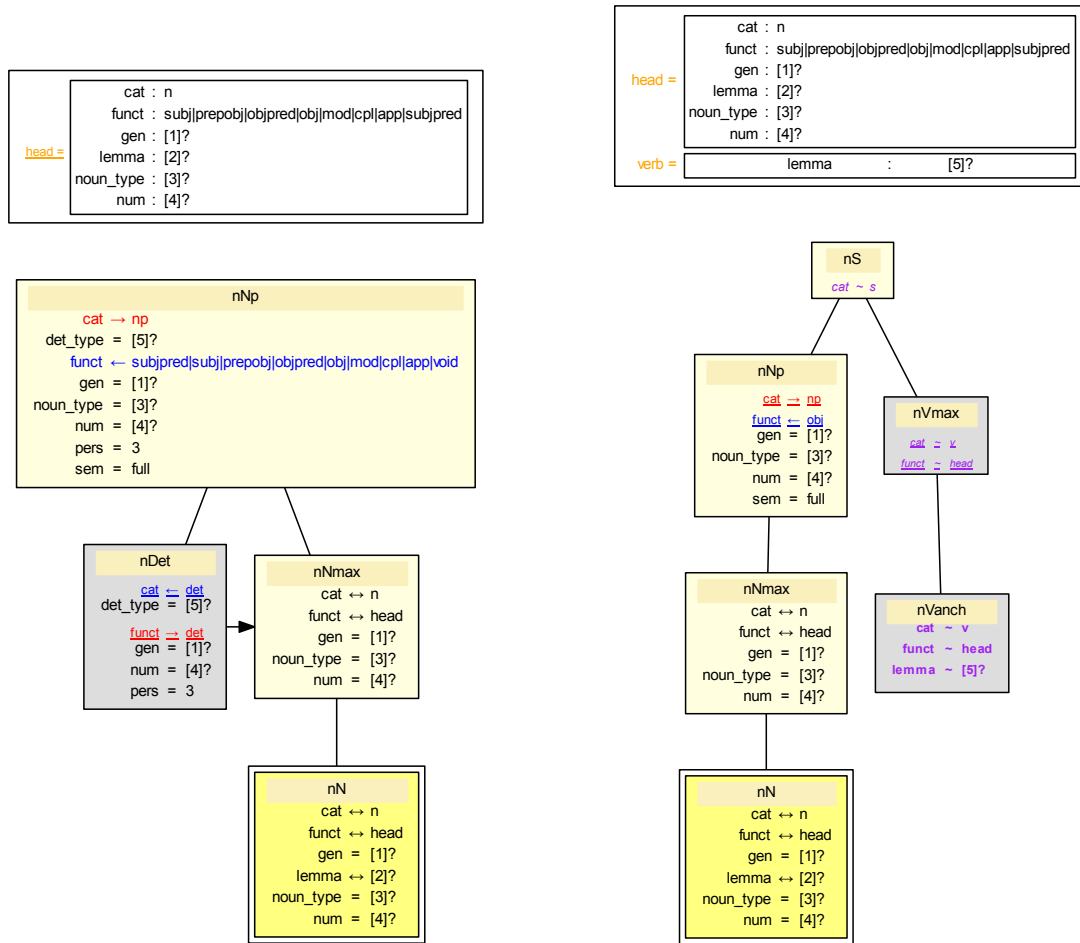 cat : n
funct : subj|prepobj|objpred|obj|mod|cpl|app|subjpred
head =
gen : [1]?
lemma : [2]?
noun_type : [3]?
num : [4]?
nNp
cat → np
det_type = [5]?
funct ← subjpred|subj|prepobj|objpred|obj|mod|cpl|app|void
gen = [1]?
noun_type = [3]?
num = [4]?
pers = 3
sem = full
nDet
cat ← det
det_type = [5]?
funct → det
gen = [1]?
num = [4]?
pers = 3
nNmax
cat ↔ n
funct ↔ head
gen = [1]?
noun_type = [3]?
num = [4]?
nN
cat ↔ n
funct ↔ head
gen = [1]?
lemma ↔ [2]?
noun_type = [3]?
num = [4]?
cat : n
funct : subj|prepobj|objpred|obj|mod|cpl|app|subjpred
head =
gen : [1]?
lemma : [2]?
noun_type : [3]?
num : [4]?
verb = lemma : [5]?
nS
cat ~ s
nNp
cat → np
funct ← obj
gen = [1]?
noun_type = [3]?
num = [4]?
sem = full
nVmax
cat ~ v
funct ~ head
nNmax
cat ↔ n
funct ↔ head
gen = [1]?
noun_type = [3]?
num = [4]?
nVanch
cat ~ v
funct ~ head
lemma ~ [5]?
nN
cat ↔ n
funct ↔ head
gen = [1]?
lemma ↔ [2]?
noun_type = [3]?
num = [4]?